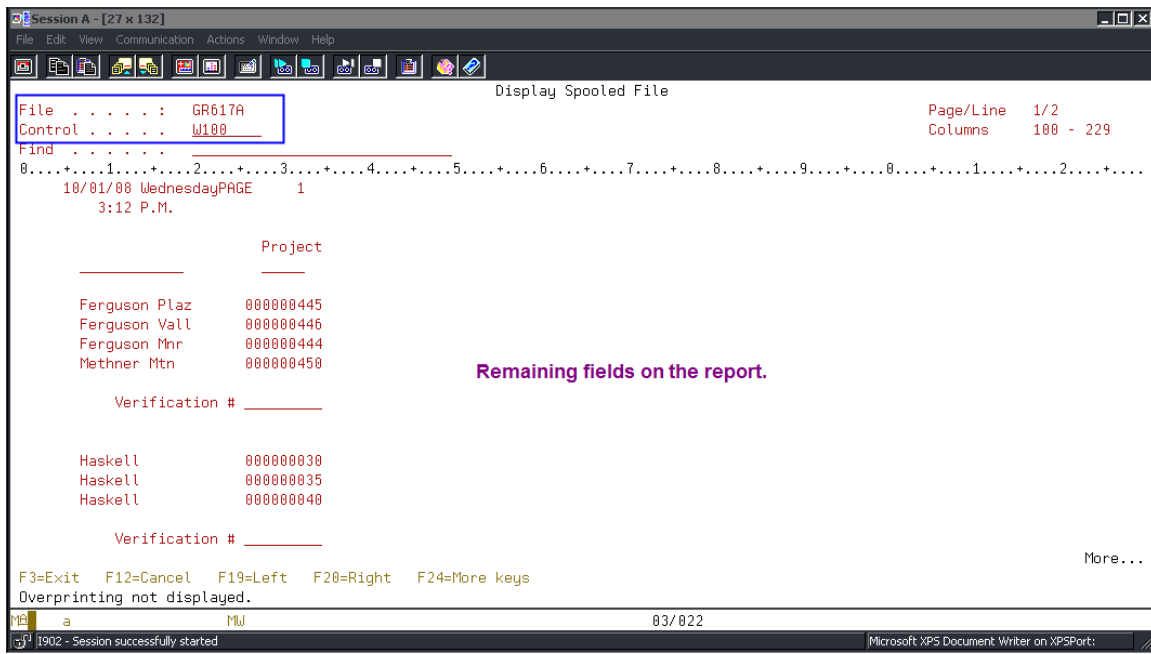 Session A - [27 x 132]
File Edit View Communication Actions Window Help
Display Spooled File
File . . . . . : GR617A Page/Line 1/2
Control . . . . . W100 Columns 100 - 229
Find . . . . . .
0....+....1....+....2....+....3....+....4....+....5....+....6....+....7....+....8....+....9....+....0....+....1....+....2....+....
10/01/08 WednesdayPAGE 1
3:12 P.M.
Project
Ferguson Plaz 000000445
Ferguson Vall 000000446
Ferguson Mnr 000000444
Methner Mtn 000000450
Remaining fields on the report.
Verification # _________
Haskell 000000030
Haskell 000000035
Haskell 000000040
Verification # _________
More...
F3=Exit F12=Cancel F19=Left F20=Right F24=More keys
Overprinting not displayed.
a MW 03/022
I902 - Session successfully started Microsoft XPS Document Writer on XPSPort: